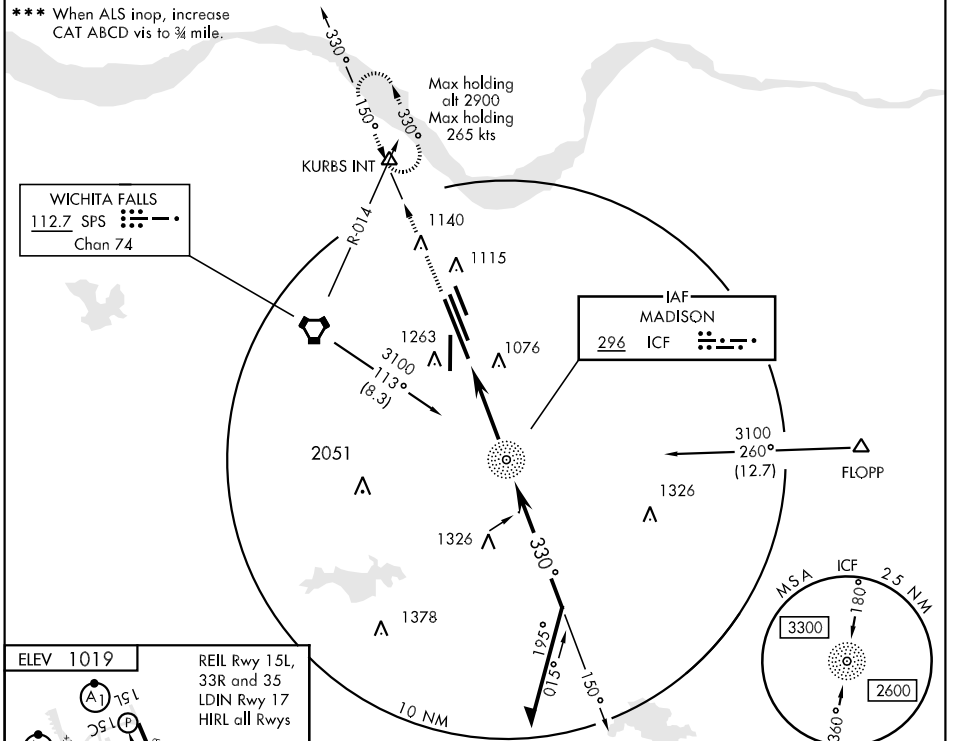 *** When ALS inop, increase
CAT ABCD vis to ¾ mile.
330°
150°
330°
Max holding
alt 2900
Max holding
265 kts
KURBS INT
WICHITA FALLS
112.7 SPS
Chan 74
R-014
1140
1115
1263
1076
3100
113°
(8.3)
IAF
MADISON
296 ICF
2051
3100
260°
(12.7)
FLOPP
1326
1326
330°
1378
195°
015°
150°
10 NM
MSA ICF 25 NM
180°
3300
2600
360°
ELEV 1019
REIL Rwy 15L,
33R and 35
LDIN Rwy 17
HIRL all Rwys
A1
15L
15C
P